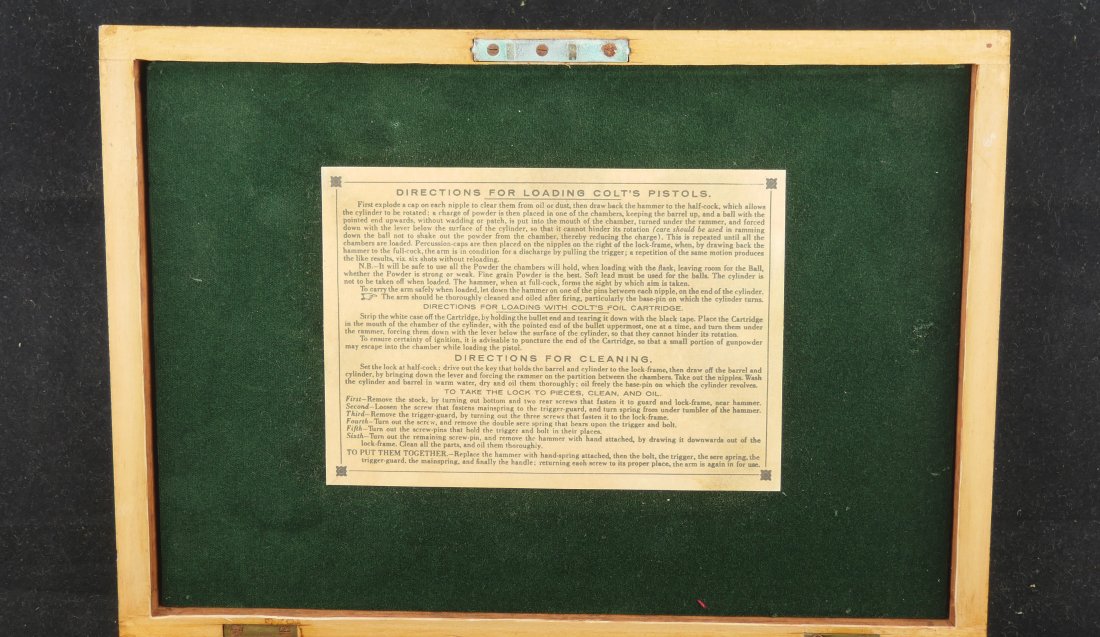 DIRECTIONS FOR LOADING COLT'S PISTOLS.
First explode a cap on each nipple to clear them from oil or dust, then draw back the hammer to the half-cock, which allows
the cylinder to be rotated; a charge of powder is then placed in one of the chambers, keeping the barrel up, and a ball with the
pointed end upwards, without wadding or patch, is put into the mouth of the chamber, turned under the rammer, and forced
down with the lever below the surface of the cylinder, so that it cannot hinder its rotation (care should be used in ramming
down the ball not to shake out the powder from the chamber, thereby reducing the charge). This is repeated until all the
chambers are loaded. Percussion-caps are then placed on the nipples on the right of the lock-frame, when, by drawing back the
hammer to the full-cock, the arm is in condition for a discharge by pulling the trigger; a repetition of the same motion produces
the like results, viz. six shots without reloading.
N.B.—It will be safe to use all the Powder the chambers will hold, when loading with the flask, leaving room for the Ball,
whether the Powder is strong or weak. Fine grain Powder is the best. Soft lead must be used for the balls. The cylinder is
not to be taken off when loaded. The hammer, when at full-cock, forms the sight by which aim is taken.
To carry the arm safely when loaded, let down the hammer on one of the pins between each nipple, on the end of the cylinder.
☞ The arm should be thoroughly cleaned and oiled after firing, particularly the base-pin on which the cylinder turns.
DIRECTIONS FOR LOADING WITH COLT'S FOIL CARTRIDGE.
Strip the white case off the Cartridge, by holding the bullet end and tearing it down with the black tape. Place the Cartridge
in the mouth of the chamber of the cylinder, with the pointed end of the bullet uppermost, one at a time, and turn them under
the rammer, forcing them down with the lever below the surface of the cylinder, so that they cannot hinder its rotation.
To ensure certainty of ignition, it is advisable to puncture the end of the Cartridge, so that a small portion of gunpowder
may escape into the chamber while loading the pistol.
DIRECTIONS FOR CLEANING.
Set the lock at half-cock; drive out the key that holds the barrel and cylinder to the lock-frame, then draw off the barrel and
cylinder, by bringing down the lever and forcing the rammer on the partition between the chambers. Take out the nipples. Wash
the cylinder and barrel in warm water, dry and oil them thoroughly; oil freely the base-pin on which the cylinder revolves.
TO TAKE THE LOCK TO PIECES, CLEAN, AND OIL.
First—Remove the stock, by turning out bottom and two rear screws that fasten it to guard and lock-frame, near hammer.
Second—Loosen the screw that fastens mainspring to the trigger-guard, and turn spring from under tumbler of the hammer.
Third—Remove the trigger-guard, by turning out the three screws that fasten it to the lock-frame.
Fourth—Turn out the screw, and remove the double sere spring that bears upon the trigger and bolt.
Fifth—Turn out the screw-pins that hold the trigger and bolt in their places.
Sixth—Turn out the remaining screw-pin, and remove the hammer with hand attached, by drawing it downwards out of the
lock-frame. Clean all the parts, and oil them thoroughly.
TO PUT THEM TOGETHER.—Replace the hammer with hand-spring attached, then the bolt, the trigger, the sere spring, the
trigger-guard, the mainspring, and finally the handle; returning each screw to its proper place, the arm is again in for use.